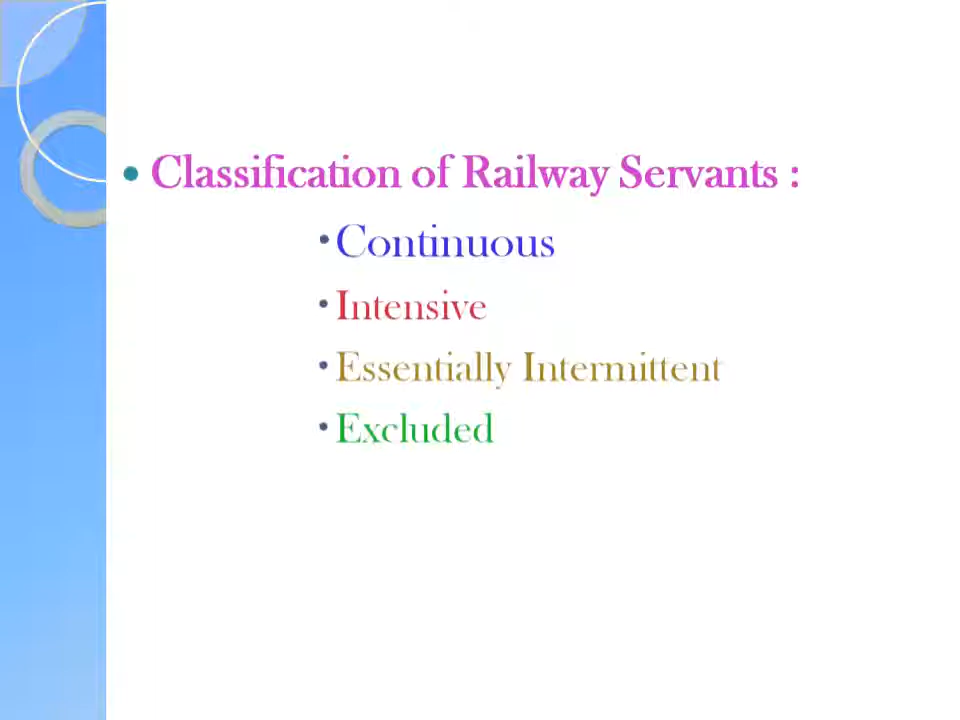 • Classification of Railway Servants :
• Continuous
• Intensive
• Essentially Intermittent
• Excluded